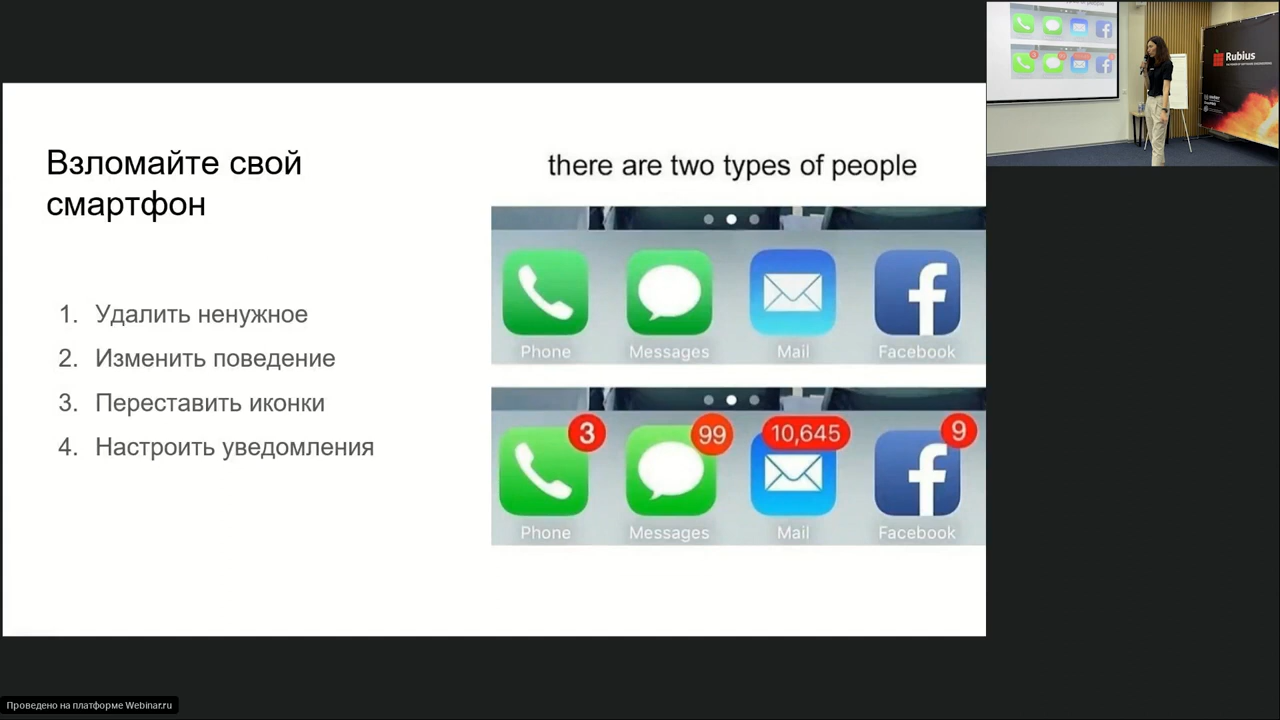 Взломайте свой
смартфон
1. Удалить ненужное
2. Изменить поведение
3. Переставить иконки
4. Настроить уведомления
there are two types of people
Phone Messages Mail Facebook
3 99 10,645 9
Phone Messages Mail Facebook
Rubius
Проведено на платформе Webinar.ru